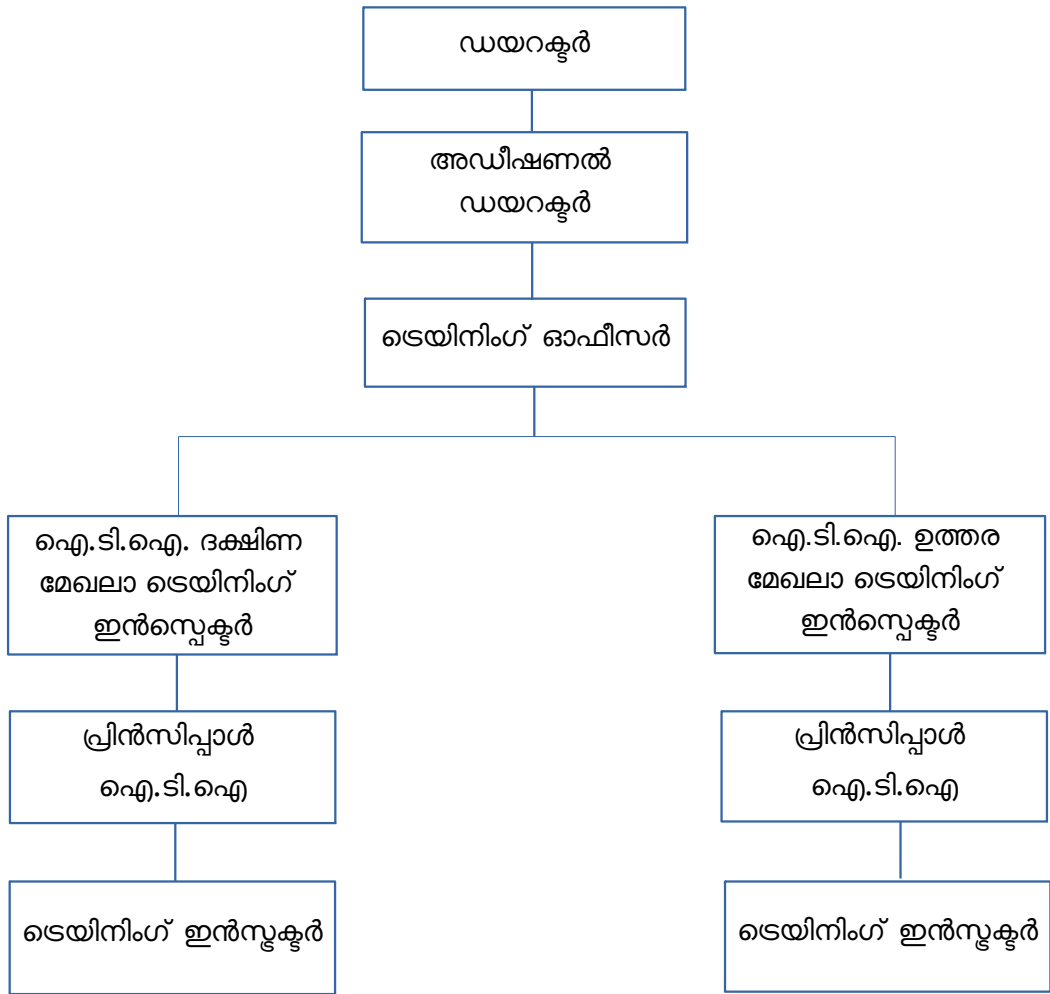 ഡയറക്ടർ
അഡീഷണൽ
ഡയറക്ടർ
ട്രെയിനിംഗ് ഓഫീസർ
ഐ.ടി.ഐ. ദക്ഷിണ
മേഖലാ ട്രെയിനിംഗ്
ഇൻസ്പെക്ടർ
ഐ.ടി.ഐ. ഉത്തര
മേഖലാ ട്രെയിനിംഗ്
ഇൻസ്പെക്ടർ
പ്രിൻസിപ്പാൾ
ഐ.ടി.ഐ
പ്രിൻസിപ്പാൾ
ഐ.ടി.ഐ
ട്രെയിനിംഗ് ഇൻസ്ട്രക്ടർ
ട്രെയിനിംഗ് ഇൻസ്ട്രക്ടർ